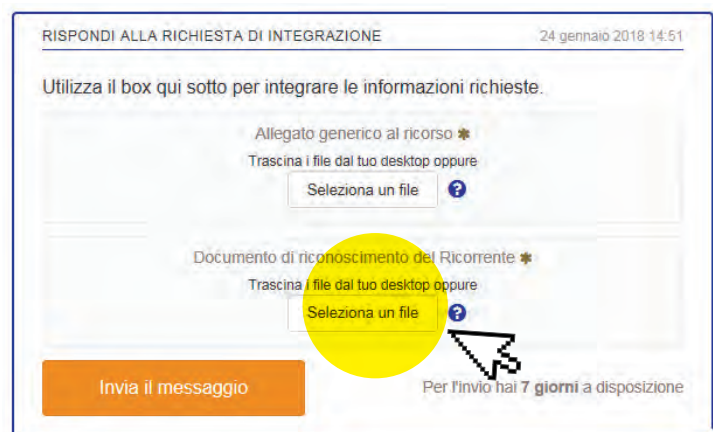 RISPONDI ALLA RICHIESTA DI INTEGRAZIONE 24 gennaio 2018 14:51
Utilizza il box qui sotto per integrare le informazioni richieste.
Allegato generico al ricorso *
Trascina i file dal tuo desktop oppure
Seleziona un file ?
Documento di riconoscimento del Ricorrente *
Trascina i file dal tuo desktop oppure
Seleziona un file ?
Invia il messaggio Per l'invio hai 7 giorni a disposizione